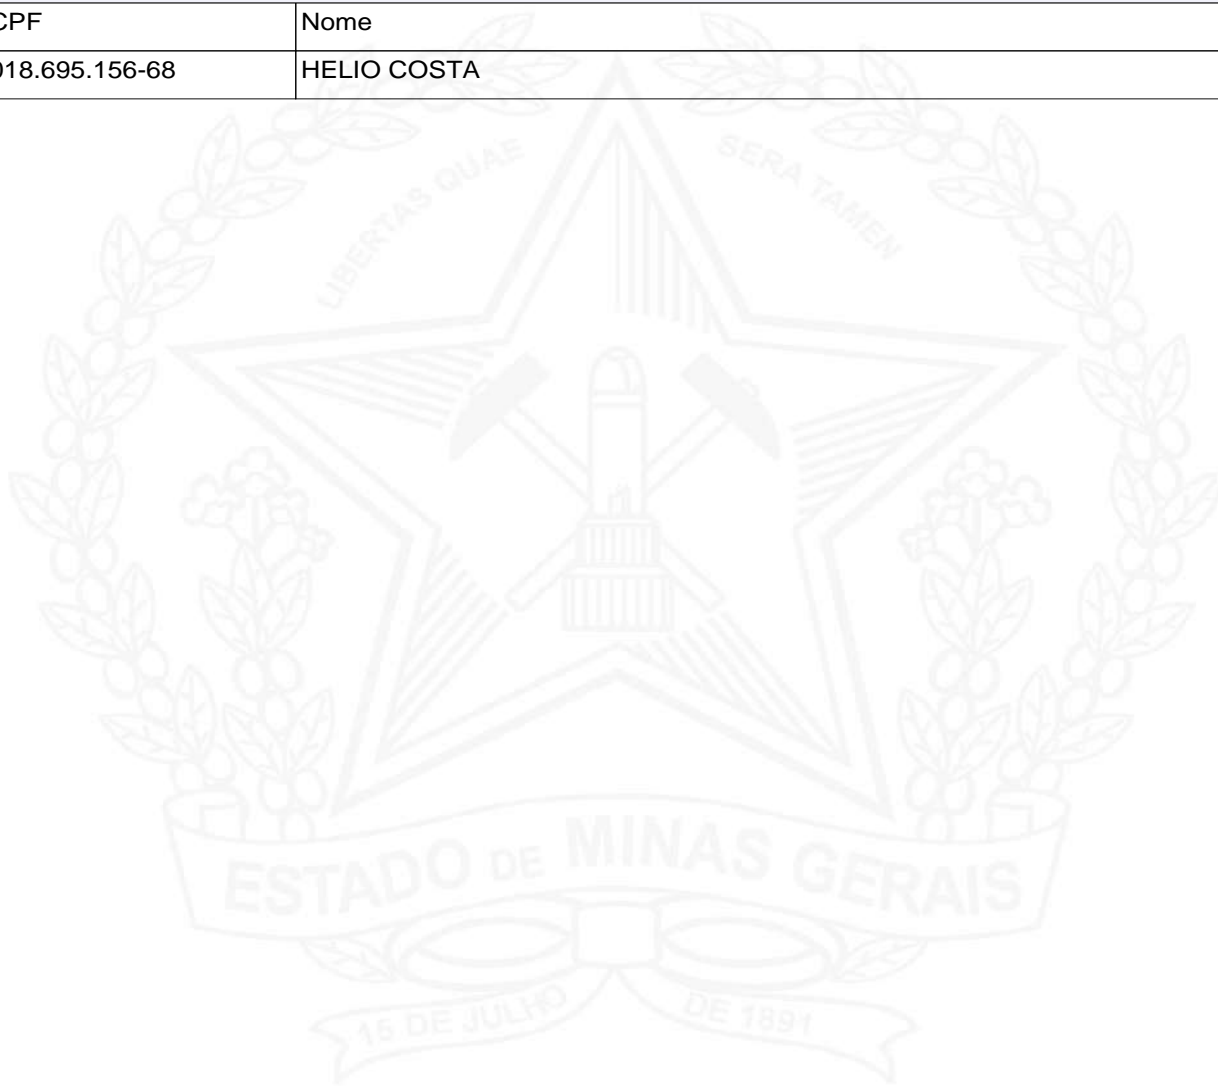 CPF Nome
018.695.156-68 HELIO COSTA
LIBERTAS QUAE SERA TAMEN
ESTADO DE MINAS GERAIS
15 DE JULHO DE 1891